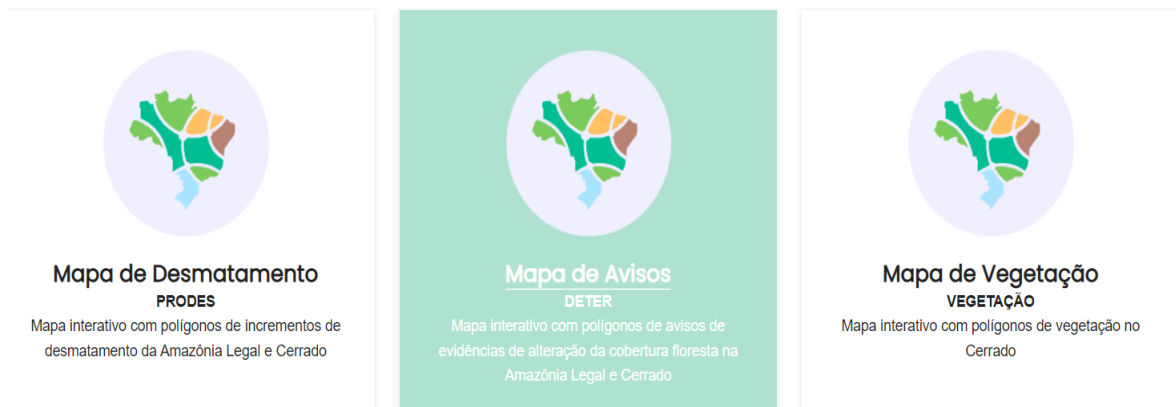 Mapa de Desmatamento
PRODES
Mapa interativo com polígonos de incrementos de
desmatamento da Amazônia Legal e Cerrado
Mapa de Avisos
DETER
Mapa interativo com polígonos de avisos de
evidências de alteração da cobertura floresta na
Amazônia Legal e Cerrado
Mapa de Vegetação
VEGETAÇÃO
Mapa interativo com polígonos de vegetação no
Cerrado